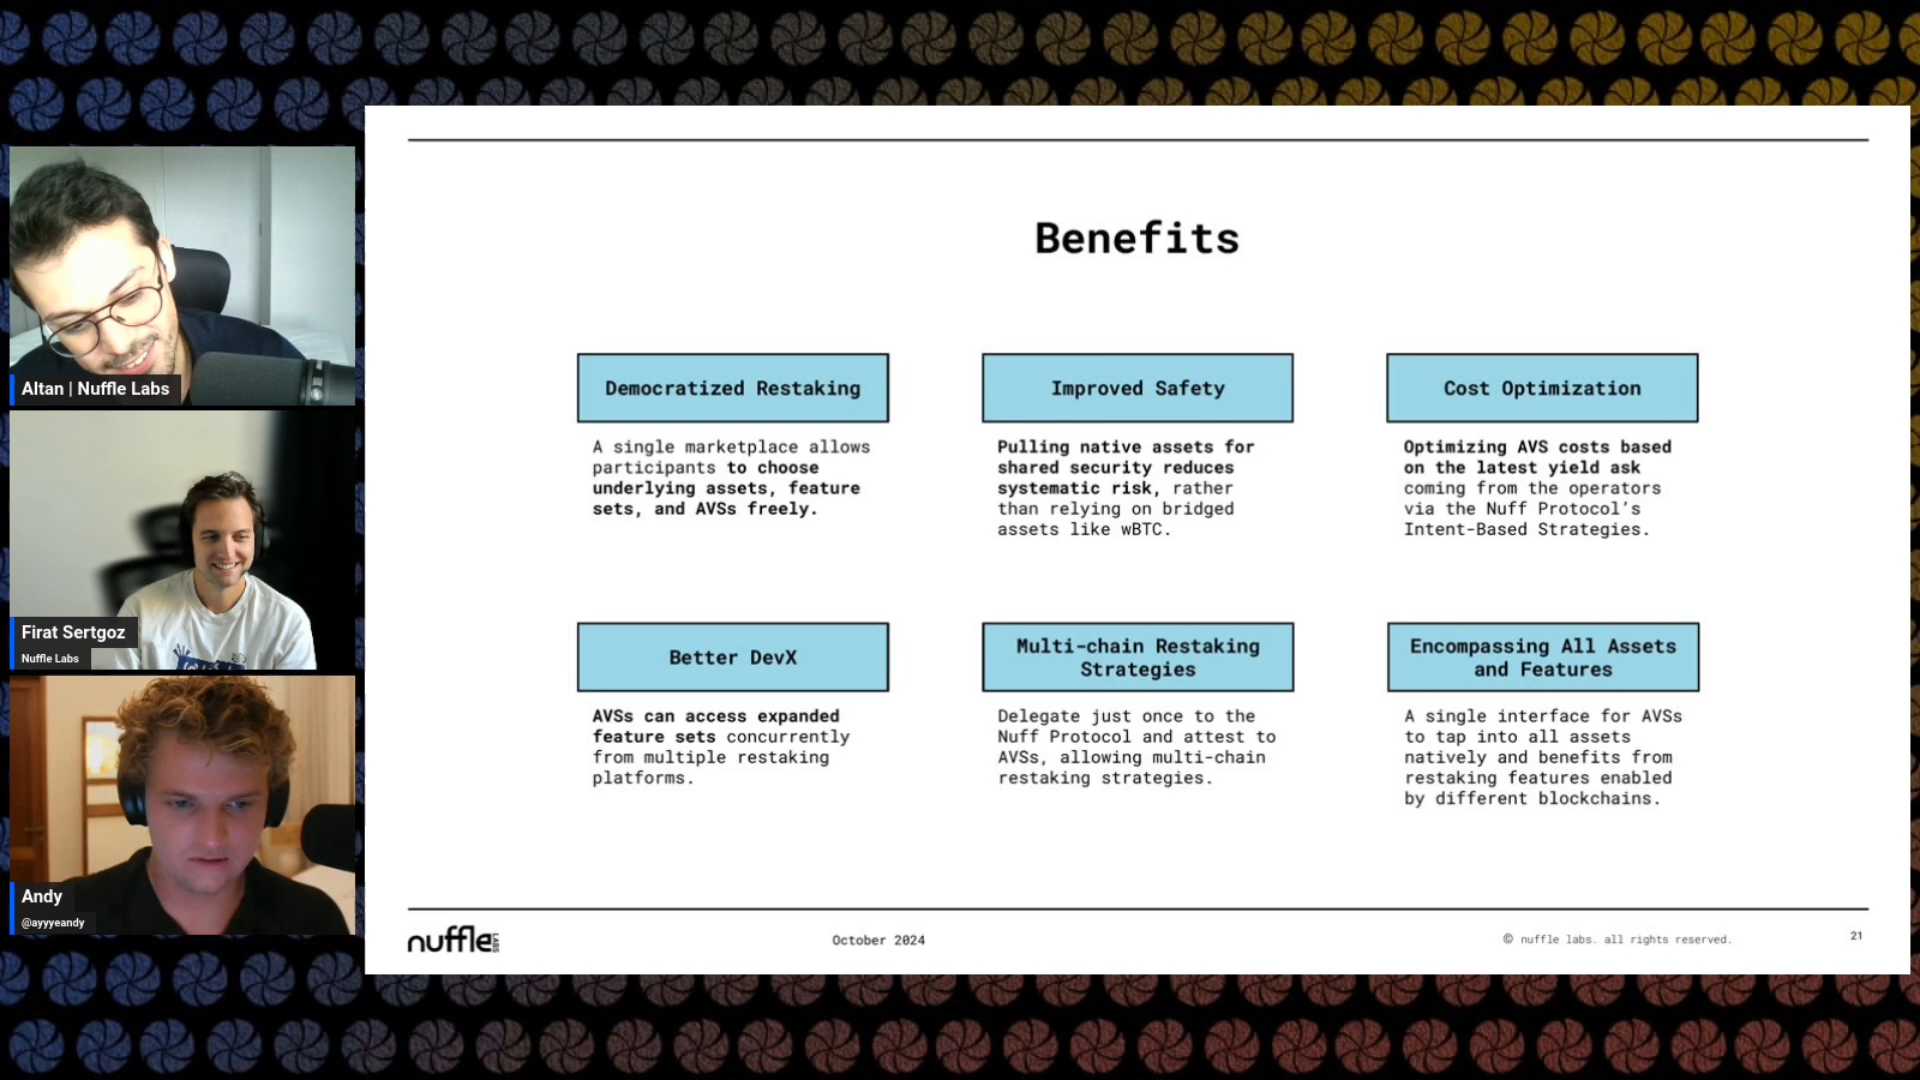 Altan | Nuffle Labs
Firat Sertgoz
Nuffle Labs
Andy
@ayyyeandy
Benefits
Democratized Restaking
A single marketplace allows
participants to choose
underlying assets, feature
sets, and AVSs freely.
Improved Safety
Pulling native assets for
shared security reduces
systematic risk, rather
than relying on bridged
assets like wBTC.
Cost Optimization
Optimizing AVS costs based
on the latest yield ask
coming from the operators
via the Nuff Protocol's
Intent-Based Strategies.
Better DevX
AVSs can access expanded
feature sets concurrently
from multiple restaking
platforms.
Multi-chain Restaking
Strategies
Delegate just once to the
Nuff Protocol and attest to
AVSs, allowing multi-chain
restaking strategies.
Encompassing All Assets
and Features
A single interface for AVSs
to tap into all assets
natively and benefits from
restaking features enabled
by different blockchains.
nuffle LABS
October 2024
© nuffle labs. all rights reserved.
21